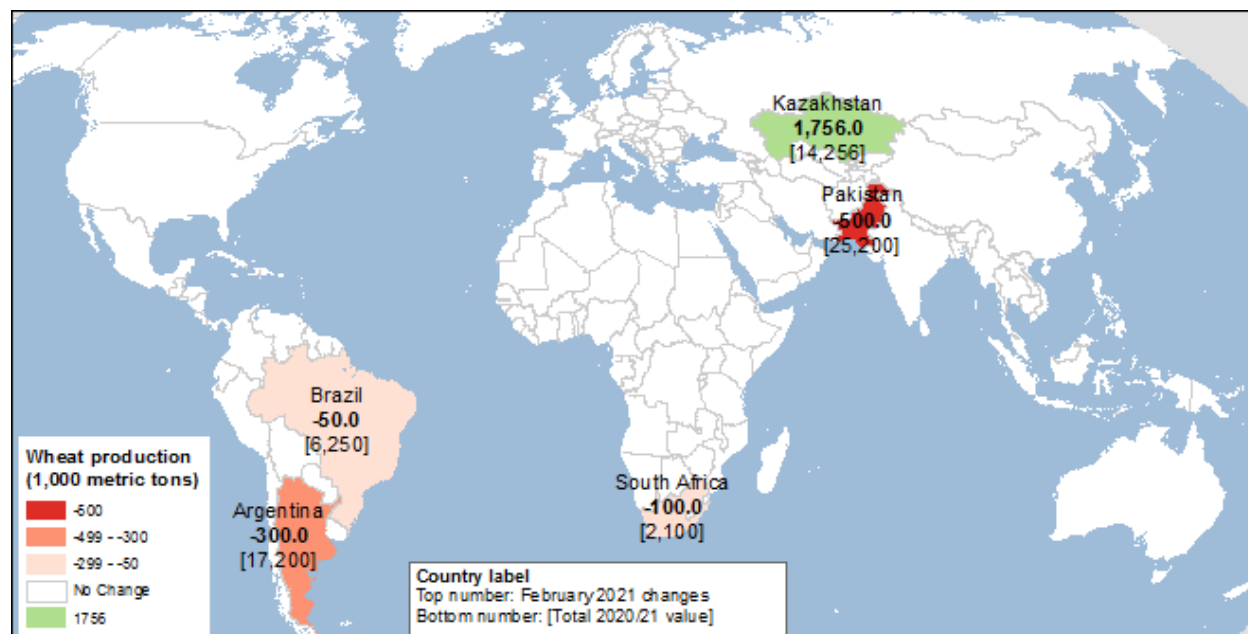 Kazakhstan
1,756.0
[14,256]
Pakistan
-500.0
[25,200]
Brazil
-50.0
[6,250]
South Africa
-100.0
[2,100]
Argentina
-300.0
[17,200]
Wheat production
(1,000 metric tons)
-500
-499 - -300
-299 - -50
No Change
1756
Country label
Top number: February 2021 changes
Bottom number: [Total 2020/21 value]